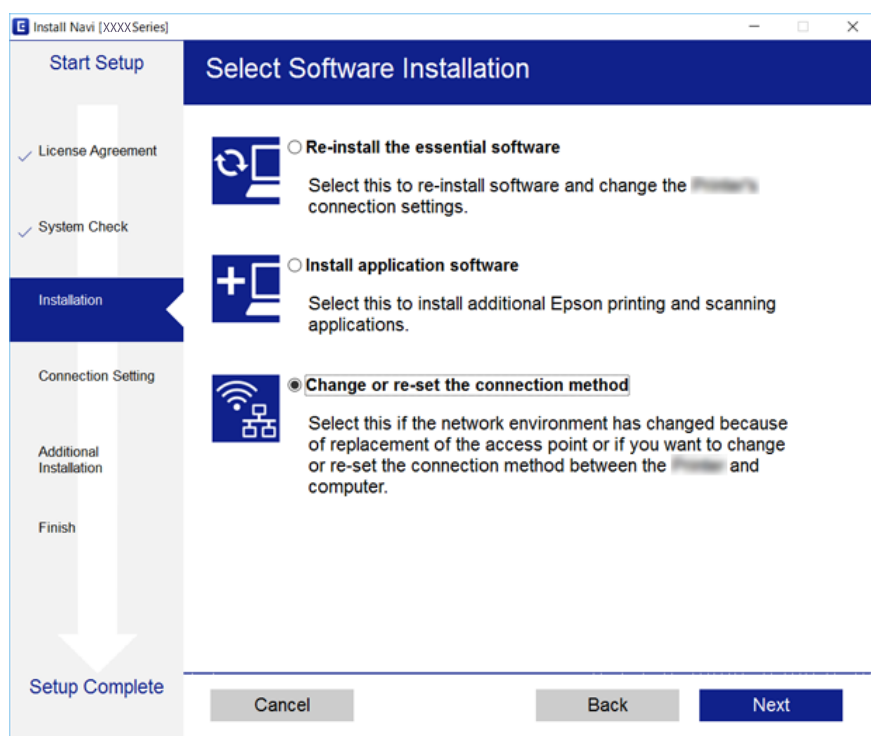 Install Navi [XXXX Series]
Start Setup
License Agreement
System Check
Installation
Connection Setting
Additional
Installation
Finish
Setup Complete
Select Software Installation
Re-install the essential software
Select this to re-install software and change the
connection settings.
Install application software
Select this to install additional Epson printing and scanning
applications.
Change or re-set the connection method
Select this if the network environment has changed because
of replacement of the access point or if you want to change
or re-set the connection method between the
and
computer.
Cancel
Back
Next